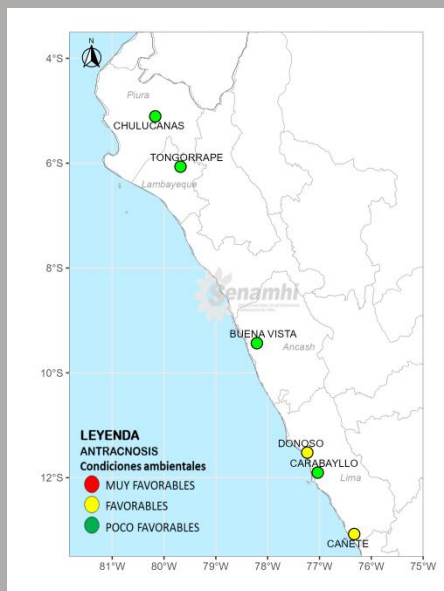 N
4°S
Piura
CHULUCANAS
TONGORRAPE
6°S
Lambayeque
8°S
Senamhi
BUENA VISTA
Ancash
10°S
LEYENDA
ANTRACNOSIS
Condiciones ambientales
MUY FAVORABLES
FAVORABLES
POCO FAVORABLES
DONOSO
CARABAYLLO
12°S
Lima
CAÑETE
81°W 80°W 79°W 78°W 77°W 76°W 75°W